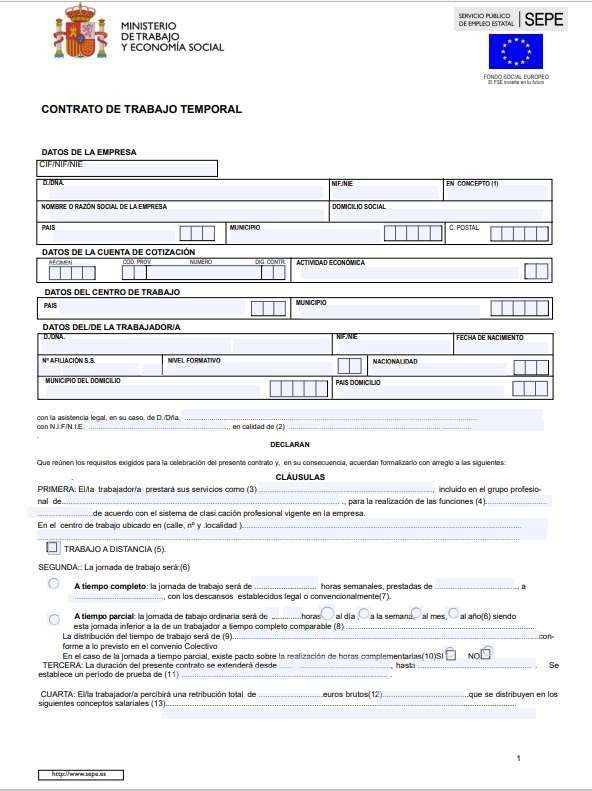 MINISTERIO
DE TRABAJO
Y ECONOMÍA SOCIAL
SERVICIO PÚBLICO
DE EMPLEO ESTATAL
SEPE
FONDO SOCIAL EUROPEO
El FSE invierte en tu futuro
CONTRATO DE TRABAJO TEMPORAL
DATOS DE LA EMPRESA
CIF/NIF/NIE
D./DÑA. NIF/NIE EN CONCEPTO (1)
NOMBRE O RAZÓN SOCIAL DE LA EMPRESA DOMICILIO SOCIAL
PAIS MUNICIPIO C. POSTAL
DATOS DE LA CUENTA DE COTIZACIÓN
RÉGIMEN COD. PROV. NÚMERO DIG. CONTR. ACTIVIDAD ECONÓMICA
DATOS DEL CENTRO DE TRABAJO
PAIS MUNICIPIO
DATOS DEL/DE LA TRABAJADOR/A
D./DÑA. NIF./NIE FECHA DE NACIMIENTO
Nº AFILIACIÓN S.S. NIVEL FORMATIVO NACIONALIDAD
MUNICIPIO DEL DOMICILIO PAIS DOMICILIO
con la asistencia legal, en su caso, de D./Dña. ..............................
con N.I.F/N.I.E. .............................. en calidad de (2) ..............................
DECLARAN
Que reúnen los requisitos exigidos para la celebración del presente contrato y, en su consecuencia, acuerdan formalizarlo con arreglo a las siguientes:
CLÁUSULAS
PRIMERA: El/la trabajador/a prestará sus servicios como (3) .............................., incluido en el grupo profesio-
nal de.............................. ., para la realización de las funciones (4)..............................
..............................de acuerdo con el sistema de clasi.cación profesional vigente en la empresa.
En el centro de trabajo ubicado en (calle, nº y .localidad )..............................
TRABAJO A DISTANCIA (5).
SEGUNDA:: La jornada de trabajo será:(6)
A tiempo completo: la jornada de trabajo será de .............................. horas semanales, prestadas de .............................., a
.............................., con los descansos establecidos legal o convencionalmente(7).
A tiempo parcial: la jornada de tabajo ordinaria será de ............horas al día, a la semana, al mes, al año(6) siendo
esta jornada inferior a la de un trabajador a tiempo completo comparable (8)..............................
La distribución del tiempo de trabajo será de (9)..............................con-
forme a lo previsto en el convenio Colectivo
En el caso de la jornada a tiempo parcial, existe pacto sobre la realización de horas complementarias(10)SI NO
TERCERA: La duración del presente contrato se extenderá desde .............................., hasta .............................. . Se
establece un período de prueba de (11) .............................. .
CUARTA: El/la trabajador/a percibirá una retribución total de ....................euros brutos(12)....................que se distribuyen en los
siguientes conceptos salariales (13)..............................
1
http://www.sepe.es